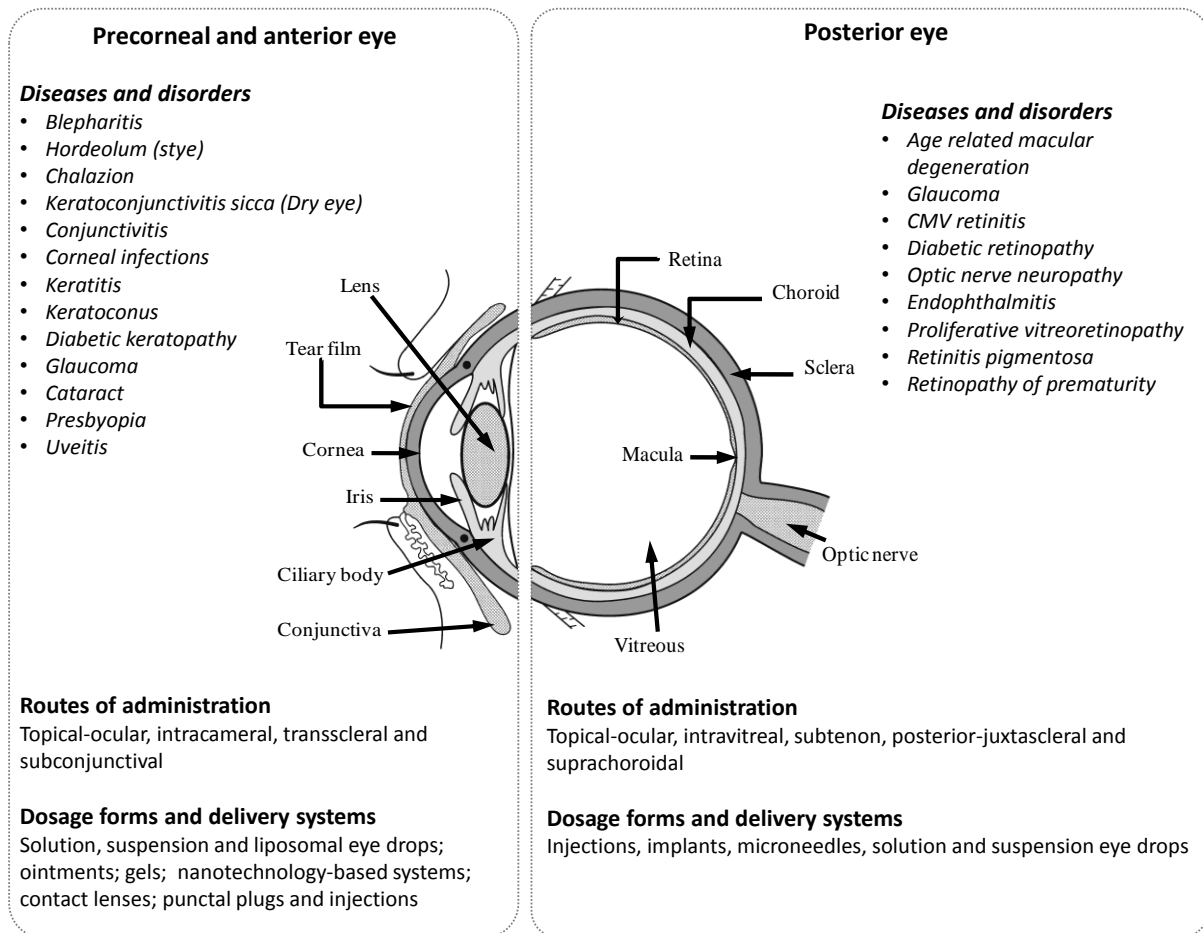 Precorneal and anterior eye
Diseases and disorders
• Blepharitis
• Hordeolum (stye)
• Chalazion
• Keratoconjunctivitis sicca (Dry eye)
• Conjunctivitis
• Corneal infections
• Keratitis
• Keratoconus
• Diabetic keratopathy
• Glaucoma
• Cataract
• Presbyopia
• Uveitis
Lens
Tear film
Cornea
Iris
Ciliary body
Conjunctiva
Routes of administration
Topical-ocular, intracameral, transscleral and
subconjunctival
Dosage forms and delivery systems
Solution, suspension and liposomal eye drops;
ointments; gels; nanotechnology-based systems;
contact lenses; punctal plugs and injections
Posterior eye
Diseases and disorders
• Age related macular
degeneration
• Glaucoma
• CMV retinitis
• Diabetic retinopathy
• Optic nerve neuropathy
• Endophthalmitis
• Proliferative vitreoretinopathy
• Retinitis pigmentosa
• Retinopathy of prematurity
Retina
Choroid
Sclera
Macula
Optic nerve
Vitreous
Routes of administration
Topical-ocular, intravitreal, subtenon, posterior-juxtascleral and
suprachoroidal
Dosage forms and delivery systems
Injections, implants, microneedles, solution and suspension eye drops